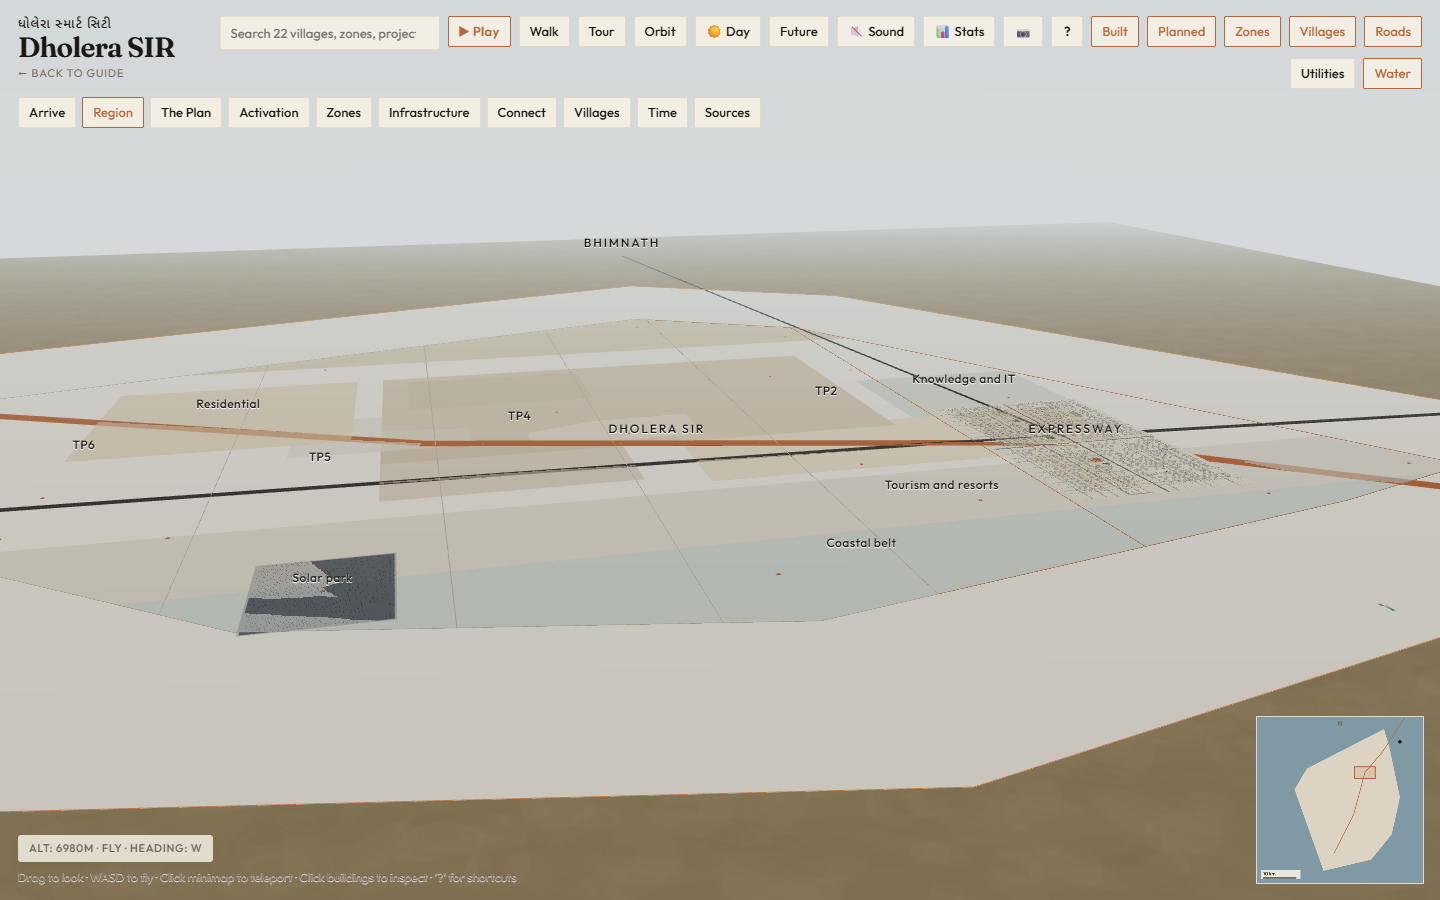 ધોલેરા સ્માર્ટ સિટી
Dholera SIR
← BACK TO GUIDE
Search 22 villages, zones, projec
▶ Play
Walk
Tour
Orbit
Day
Future
Sound
Stats
?
Built
Planned
Zones
Villages
Roads
Utilities
Water
Arrive
Region
The Plan
Activation
Zones
Infrastructure
Connect
Villages
Time
Sources
BHIMNATH
Knowledge and IT
TP2
Residential
TP4
DHOLERA SIR
EXPRESSWAY
TP6
TP5
Tourism and resorts
Coastal belt
Solar park
N
10 km
ALT: 6980M · FLY · HEADING: W
Drag to look · WASD to fly · Click minimap to teleport · Click buildings to inspect · '?' for shortcuts